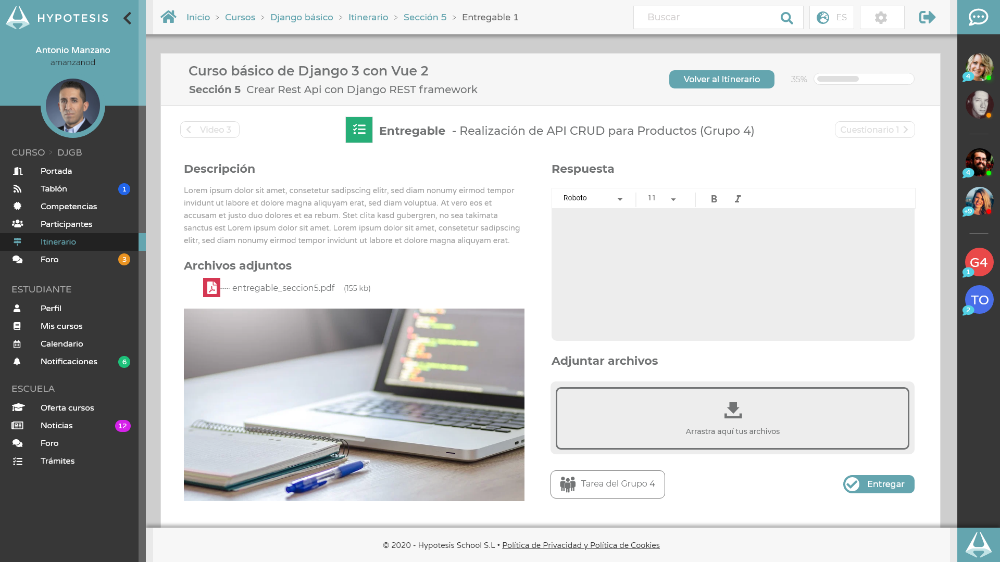 HYPOTESIS
Antonio Manzano
amanzanod
CURSO > DJGB
Portada
Tablón 1
Competencias
Participantes
Itinerario
Foro 3
ESTUDIANTE
Perfil
Mis cursos
Calendario
Notificaciones 6
ESCUELA
Oferta cursos
Noticias 12
Foro
Trámites
Inicio > Cursos > Django básico > Itinerario > Sección 5 > Entregable 1
Buscar
ES
Curso básico de Django 3 con Vue 2
Sección 5 Crear Rest Api con Django REST framework
Volver al Itinerario
35%
Video 3
Entregable - Realización de API CRUD para Productos (Grupo 4)
Cuestionario 1
Descripción
Lorem ipsum dolor sit amet, consetetur sadipscing elitr, sed diam nonumy eirmod tempor
invidunt ut labore et dolore magna aliquyam erat, sed diam voluptua. At vero eos et
accusam et justo duo dolores et ea rebum. Stet clita kasd gubergren, no sea takimata
sanctus est Lorem ipsum dolor sit amet. Lorem ipsum dolor sit amet, consetetur sadipscing
elitr, sed diam nonumy eirmod tempor invidunt ut labore et dolore magna aliquyam erat.
Archivos adjuntos
entregable_seccion5.pdf (155 kb)
Respuesta
Roboto 11 B I
Adjuntar archivos
Arrastra aquí tus archivos
Tarea del Grupo 4
Entregar
© 2020 - Hypotesis School S.L • Política de Privacidad y Política de Cookies
4
4
+9
G4
1
TO
2